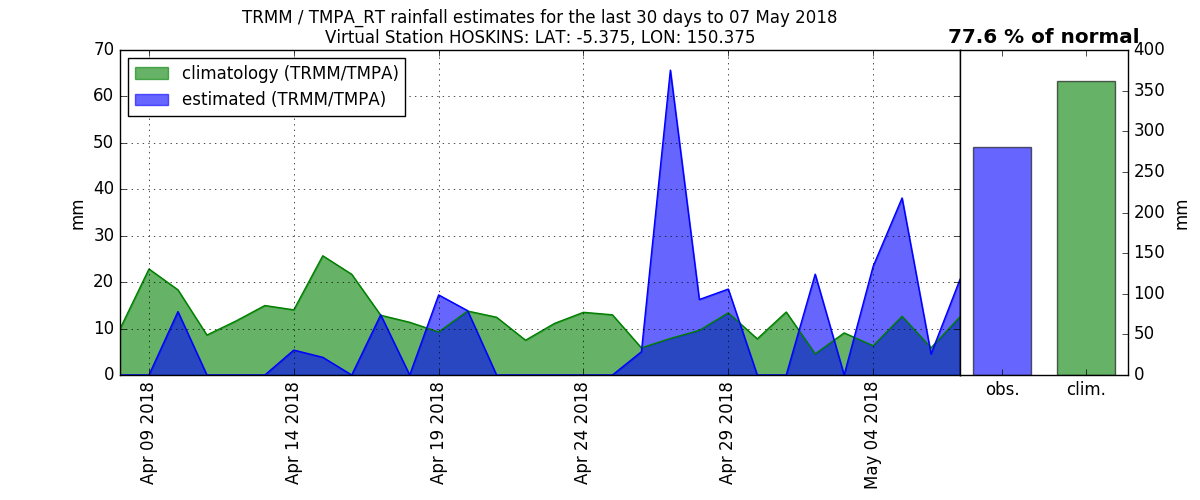 TRMM / TMPA_RT rainfall estimates for the last 30 days to 07 May 2018
Virtual Station HOSKINS: LAT: -5.375, LON: 150.375
77.6 % of normal
climatology (TRMM/TMPA)
estimated (TRMM/TMPA)
70
60
50
40
30
20
10
0
mm
Apr 09 2018
Apr 14 2018
Apr 19 2018
Apr 24 2018
Apr 29 2018
May 04 2018
400
350
300
250
200
150
100
50
0
mm
obs.
clim.